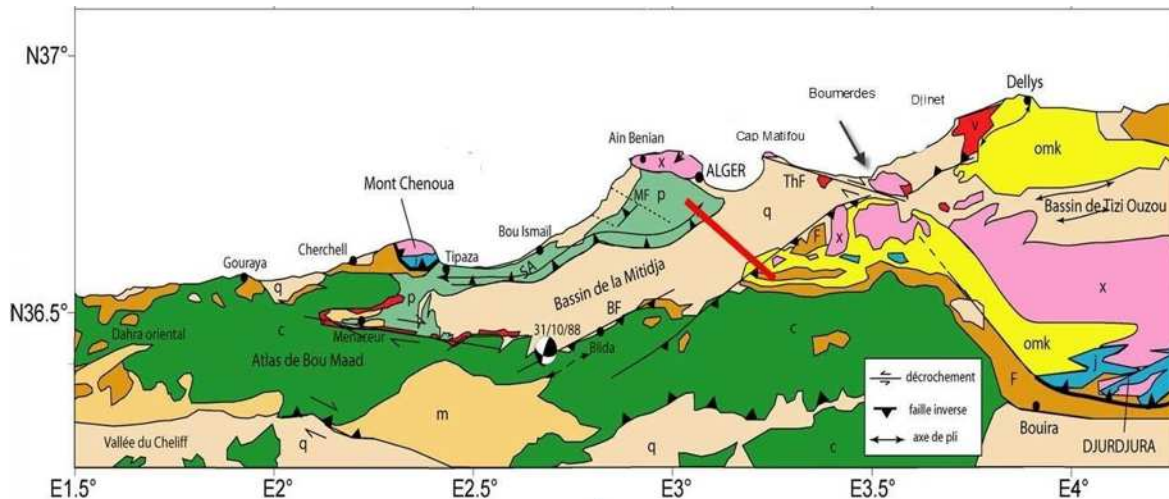 N37°
N36.5°
Dellys
Djinet
Boumerdes
v
omk
Cap Matifou
Ain Benian
x
ALGER
ThF
Mont Chenoua
MF
p
q
Bassin de Tizi Ouzou
Bou Ismail
F
x
Cherchell
Tipaza
SA
Gouraya
q
p
Bassin de la Mitidja
x
BF
31/10/88
Dahra oriental
c
Menaceur
Blida
c
Atlas de Bou Maad
omk
j
F
décrochement
m
faille inverse
Vallée du Cheliff
q
q
c
axe de pli
Bouira
DJURDJURA
E1.5°
E2°
E2.5°
E3°
E3.5°
E4°